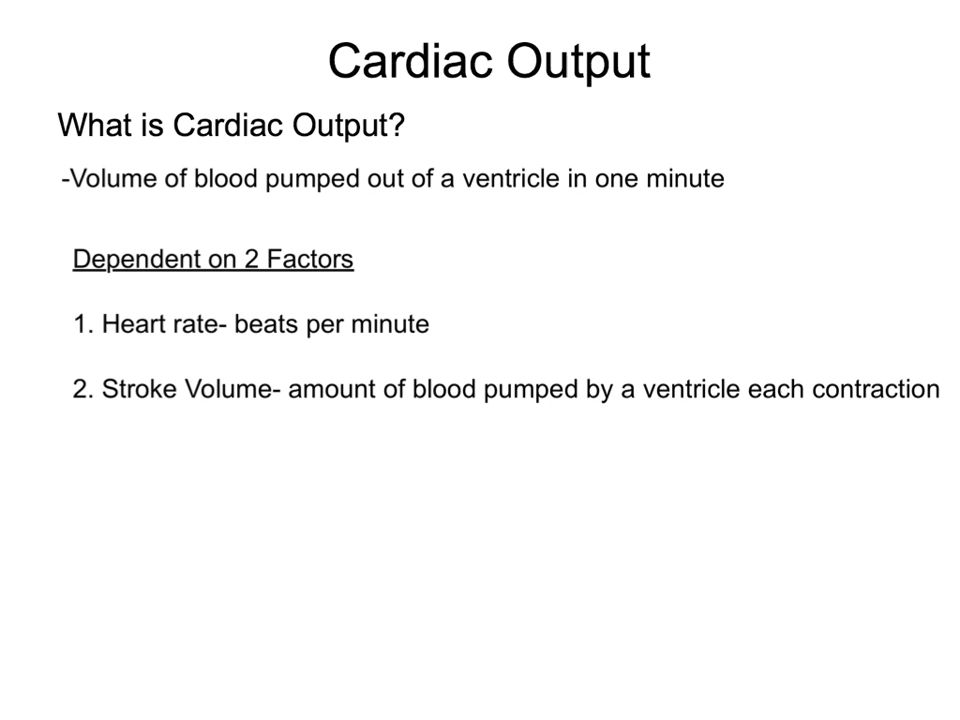 Cardiac Output
What is Cardiac Output?
-Volume of blood pumped out of a ventricle in one minute
Dependent on 2 Factors
1. Heart rate- beats per minute
2. Stroke Volume- amount of blood pumped by a ventricle each contraction